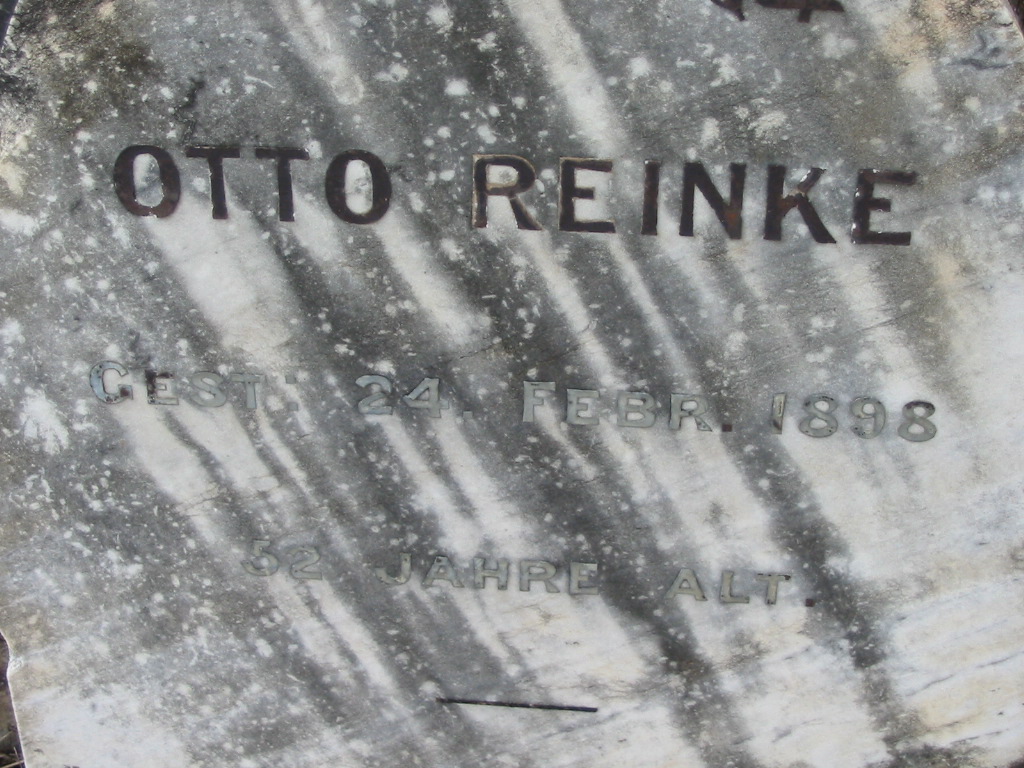 OTTO REINKE
GEST: 24. FEBR. 1898
52 JAHRE ALT.